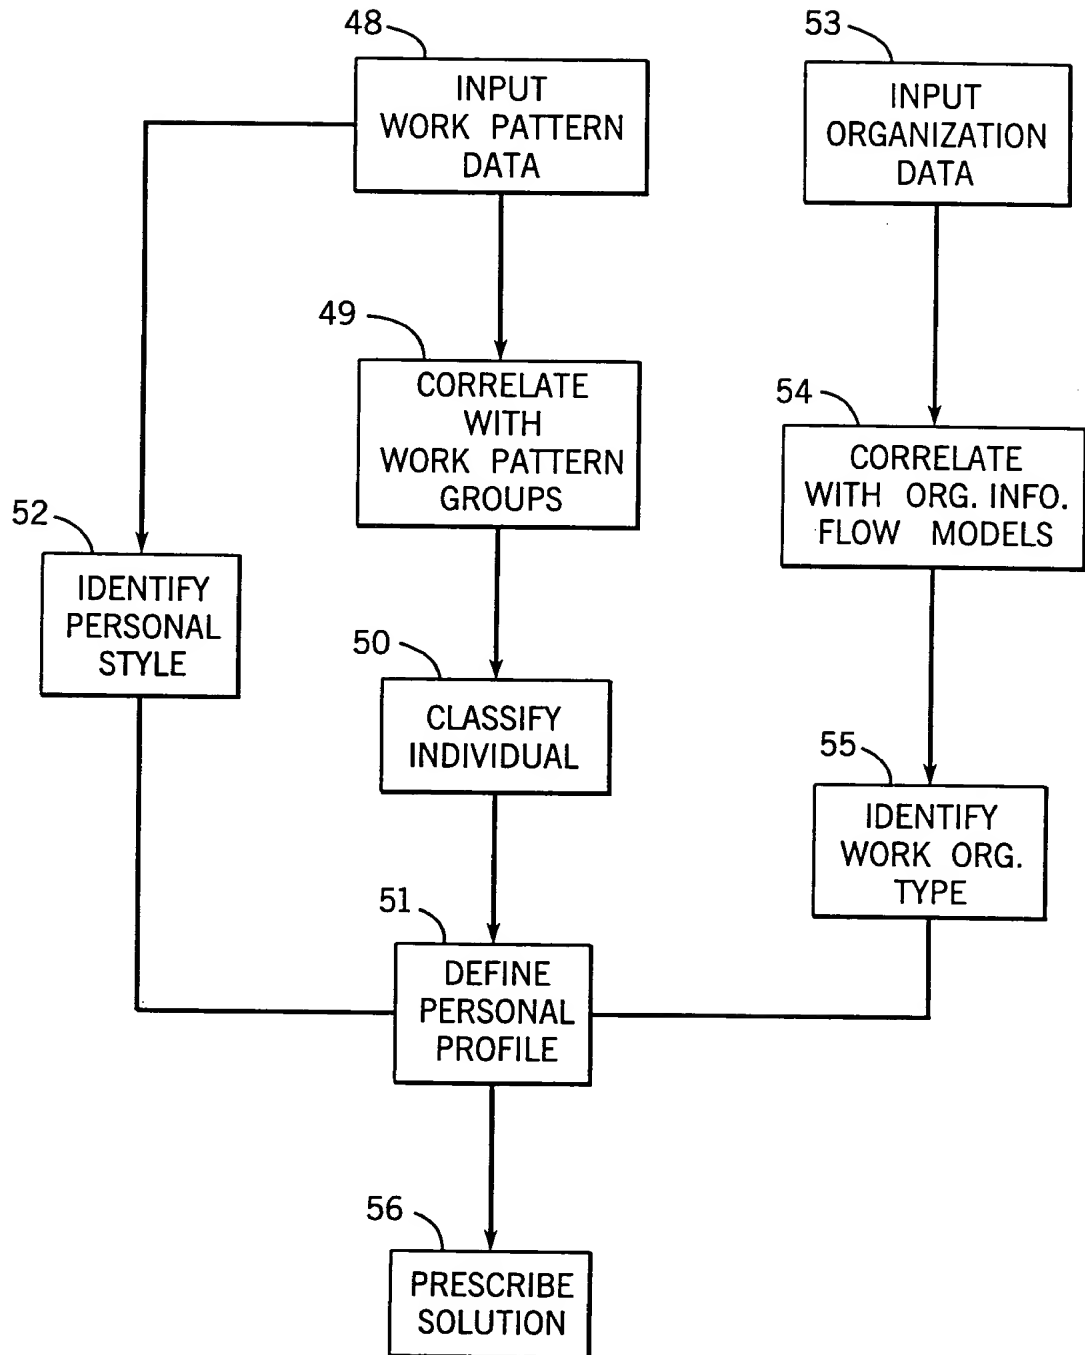 48
INPUT
WORK PATTERN
DATA
53
INPUT
ORGANIZATION
DATA
49
CORRELATE
WITH
WORK PATTERN
GROUPS
54
CORRELATE
WITH ORG. INFO.
FLOW MODELS
52
IDENTIFY
PERSONAL
STYLE
50
CLASSIFY
INDIVIDUAL
55
IDENTIFY
WORK ORG.
TYPE
51
DEFINE
PERSONAL
PROFILE
56
PRESCRIBE
SOLUTION